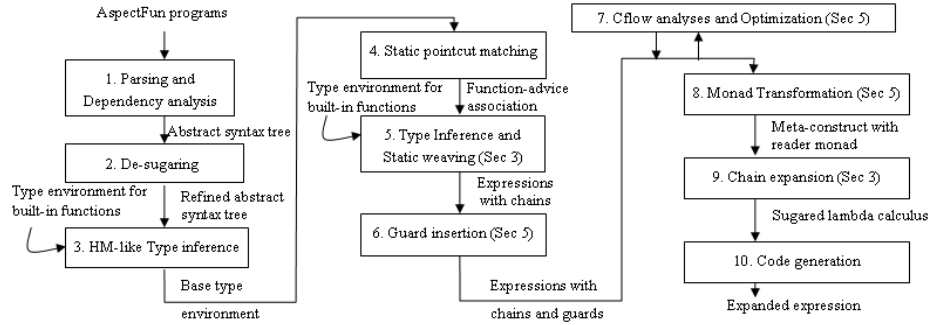 AspectFun programs
1. Parsing and
Dependency analysis
Abstract syntax tree
2. De-sugaring
Type environment for
built-in functions
Refined abstract
syntax tree
3. HM-like Type inference
Base type
environment
4. Static pointcut matching
Type environment for
built-in functions
Function-advice
association
5. Type Inference and
Static weaving (Sec 3)
Expressions
with chains
6. Guard insertion (Sec 5)
Expressions with
chains and guards
7. Cflow analyses and Optimization (Sec 5)
8. Monad Transformation (Sec 5)
Meta-construct with
reader monad
9. Chain expansion (Sec 3)
Sugared lambda calculus
10. Code generation
Expanded expression